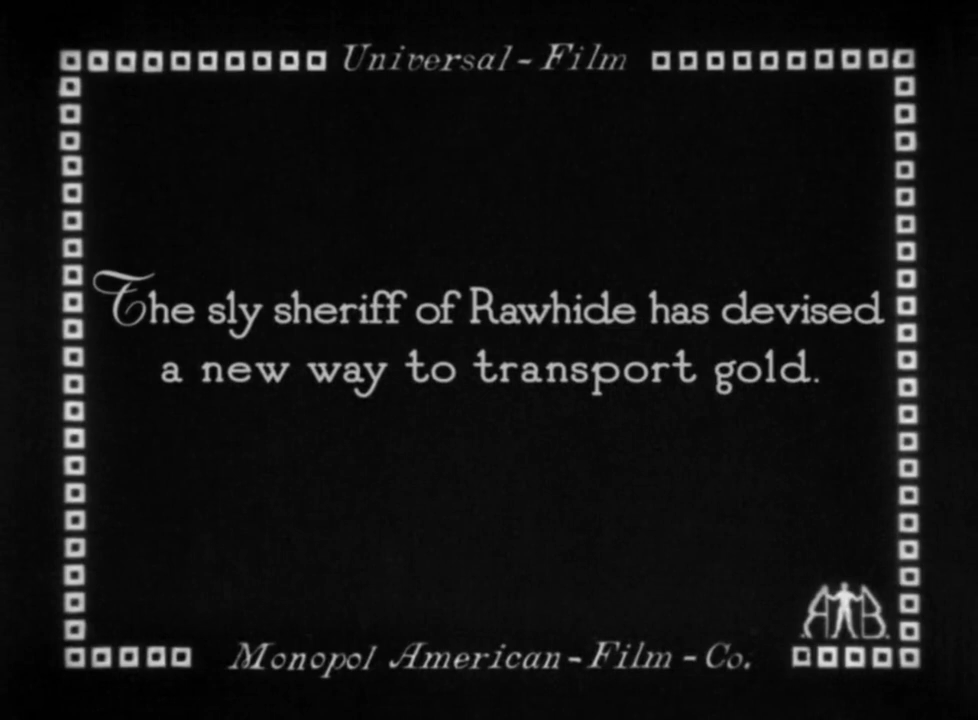 Universal-Film
The sly sheriff of Rawhide has devised
a new way to transport gold.
A B.
Monopol American-Film-Co.